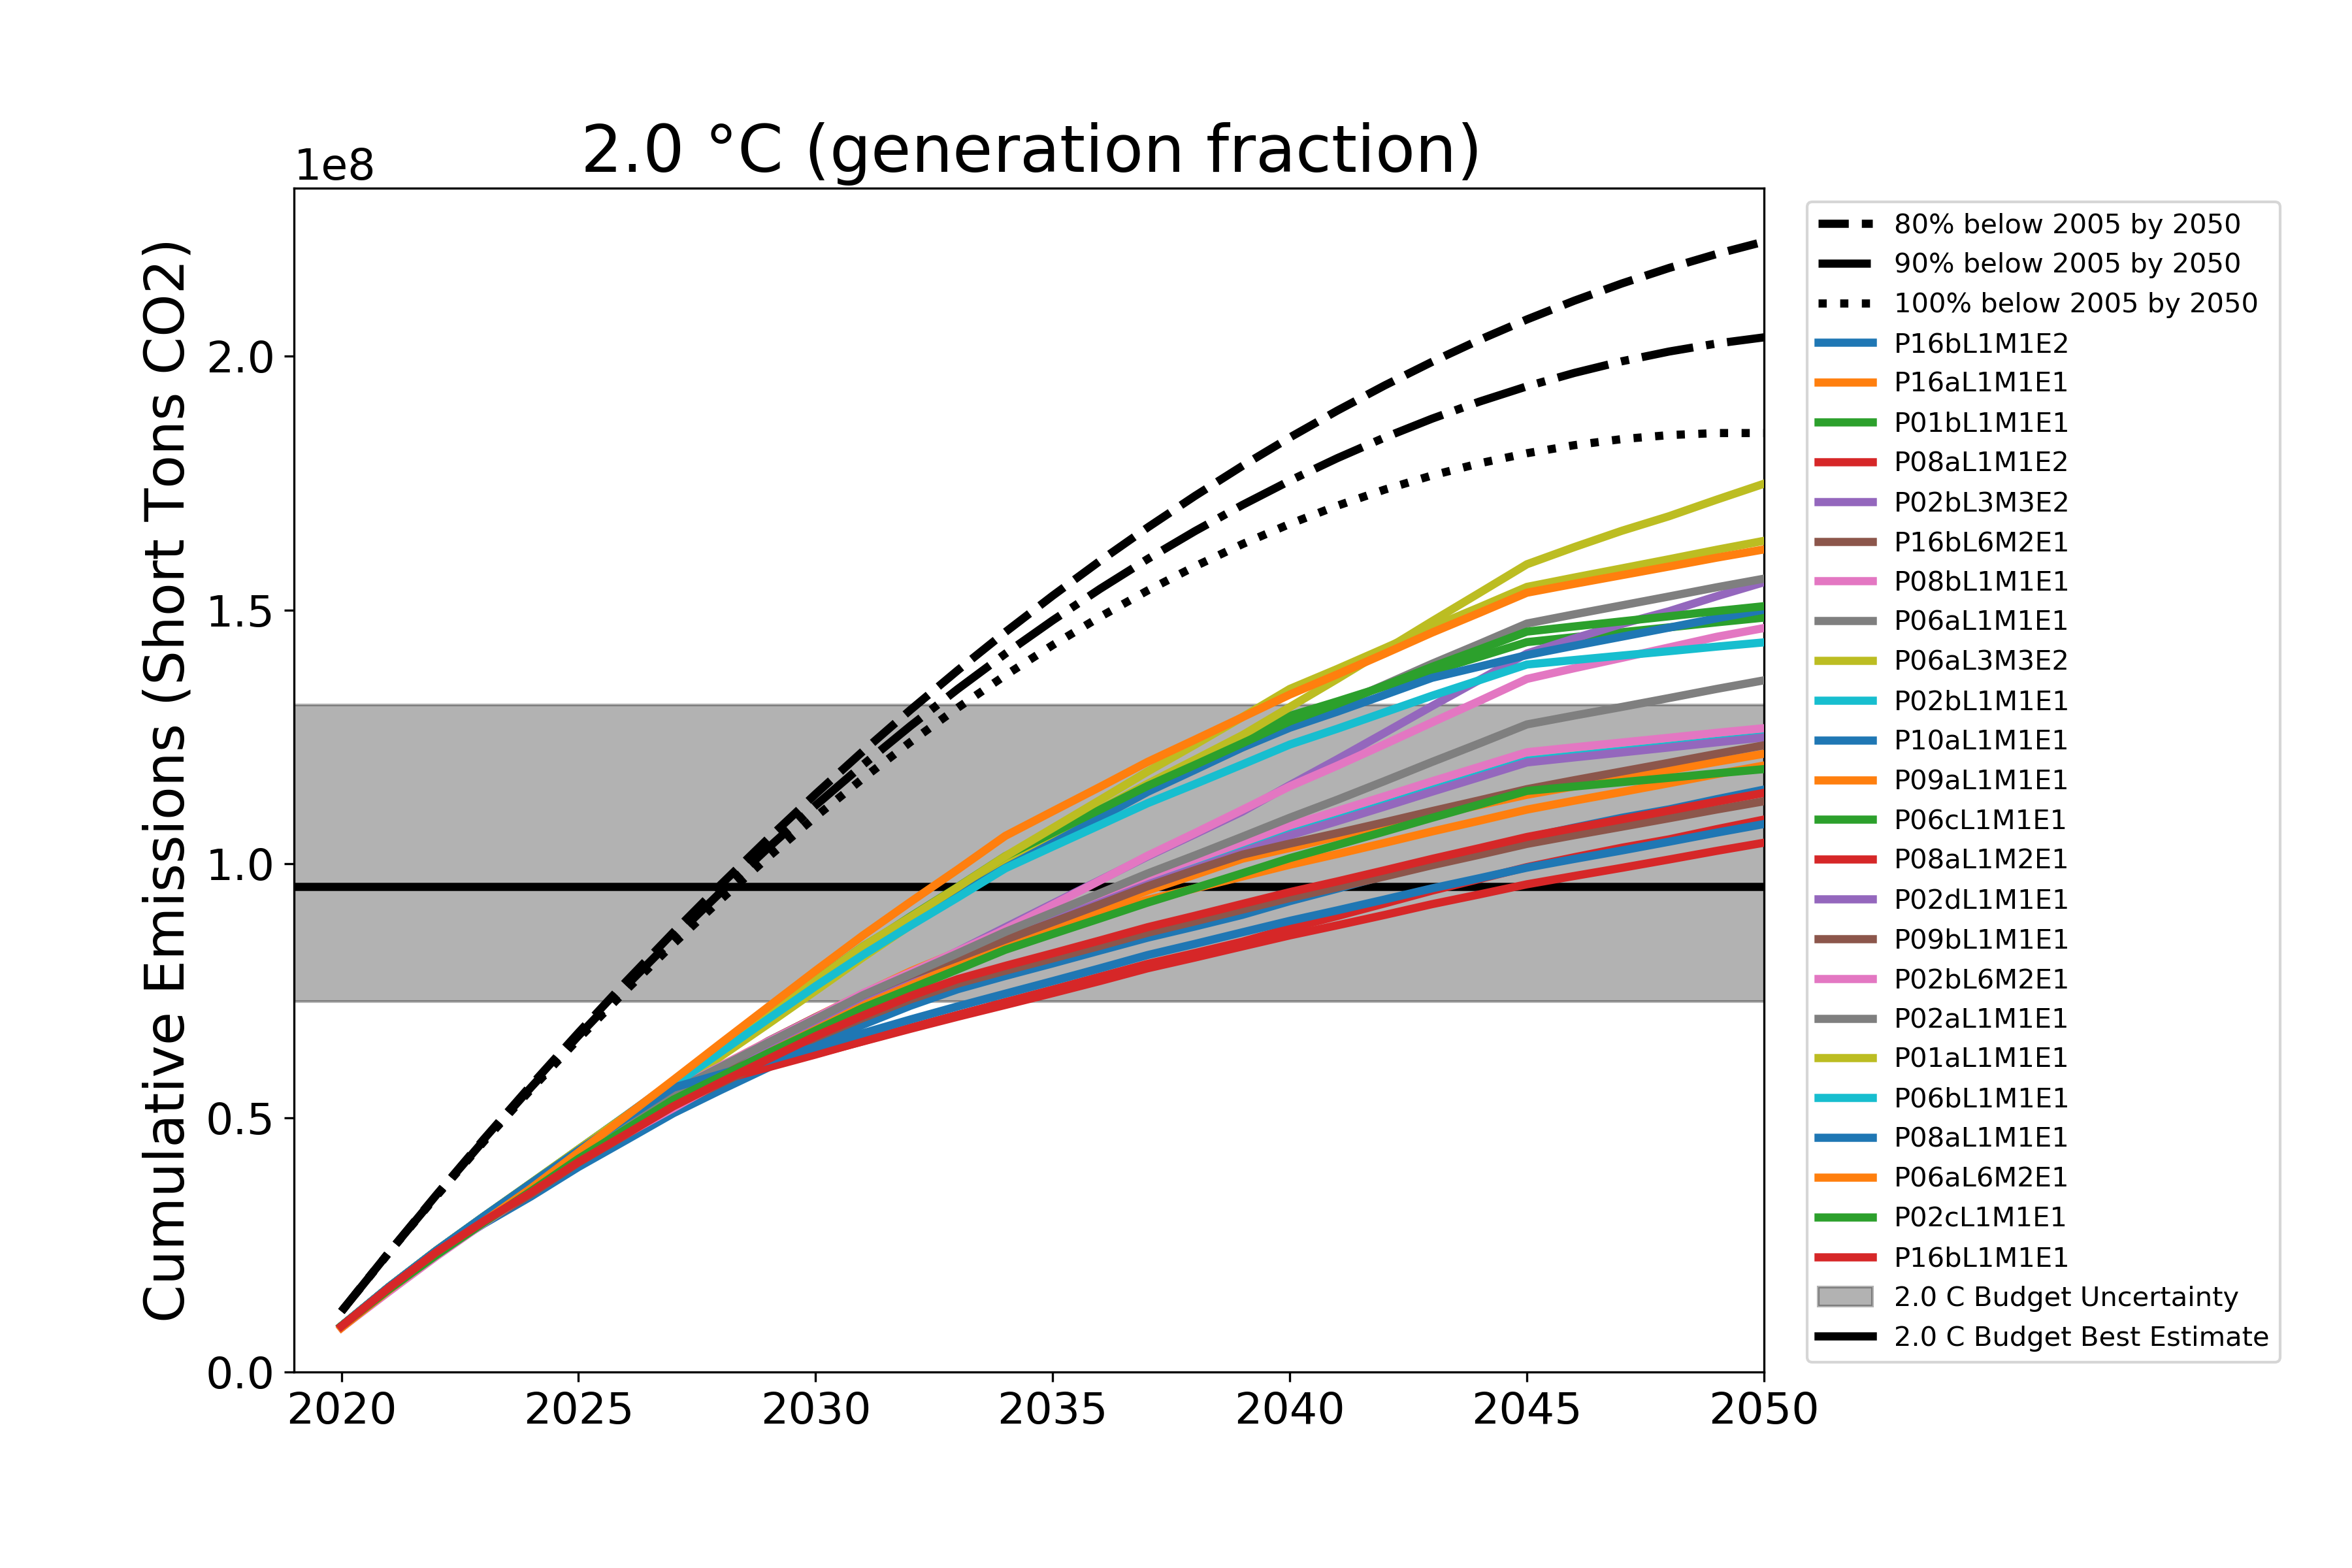 2.0 °C (generation fraction)
1e8
Cumulative Emissions (Short Tons CO2)
2.0
1.5
1.0
0.5
0.0
2020 2025 2030 2035 2040 2045 2050
80% below 2005 by 2050
90% below 2005 by 2050
100% below 2005 by 2050
P16bL1M1E2
P16aL1M1E1
P01bL1M1E1
P08aL1M1E2
P02bL3M3E2
P16bL6M2E1
P08bL1M1E1
P06aL1M1E1
P06aL3M3E2
P02bL1M1E1
P10aL1M1E1
P09aL1M1E1
P06cL1M1E1
P08aL1M2E1
P02dL1M1E1
P09bL1M1E1
P02bL6M2E1
P02aL1M1E1
P01aL1M1E1
P06bL1M1E1
P08aL1M1E1
P06aL6M2E1
P02cL1M1E1
P16bL1M1E1
2.0 C Budget Uncertainty
2.0 C Budget Best Estimate